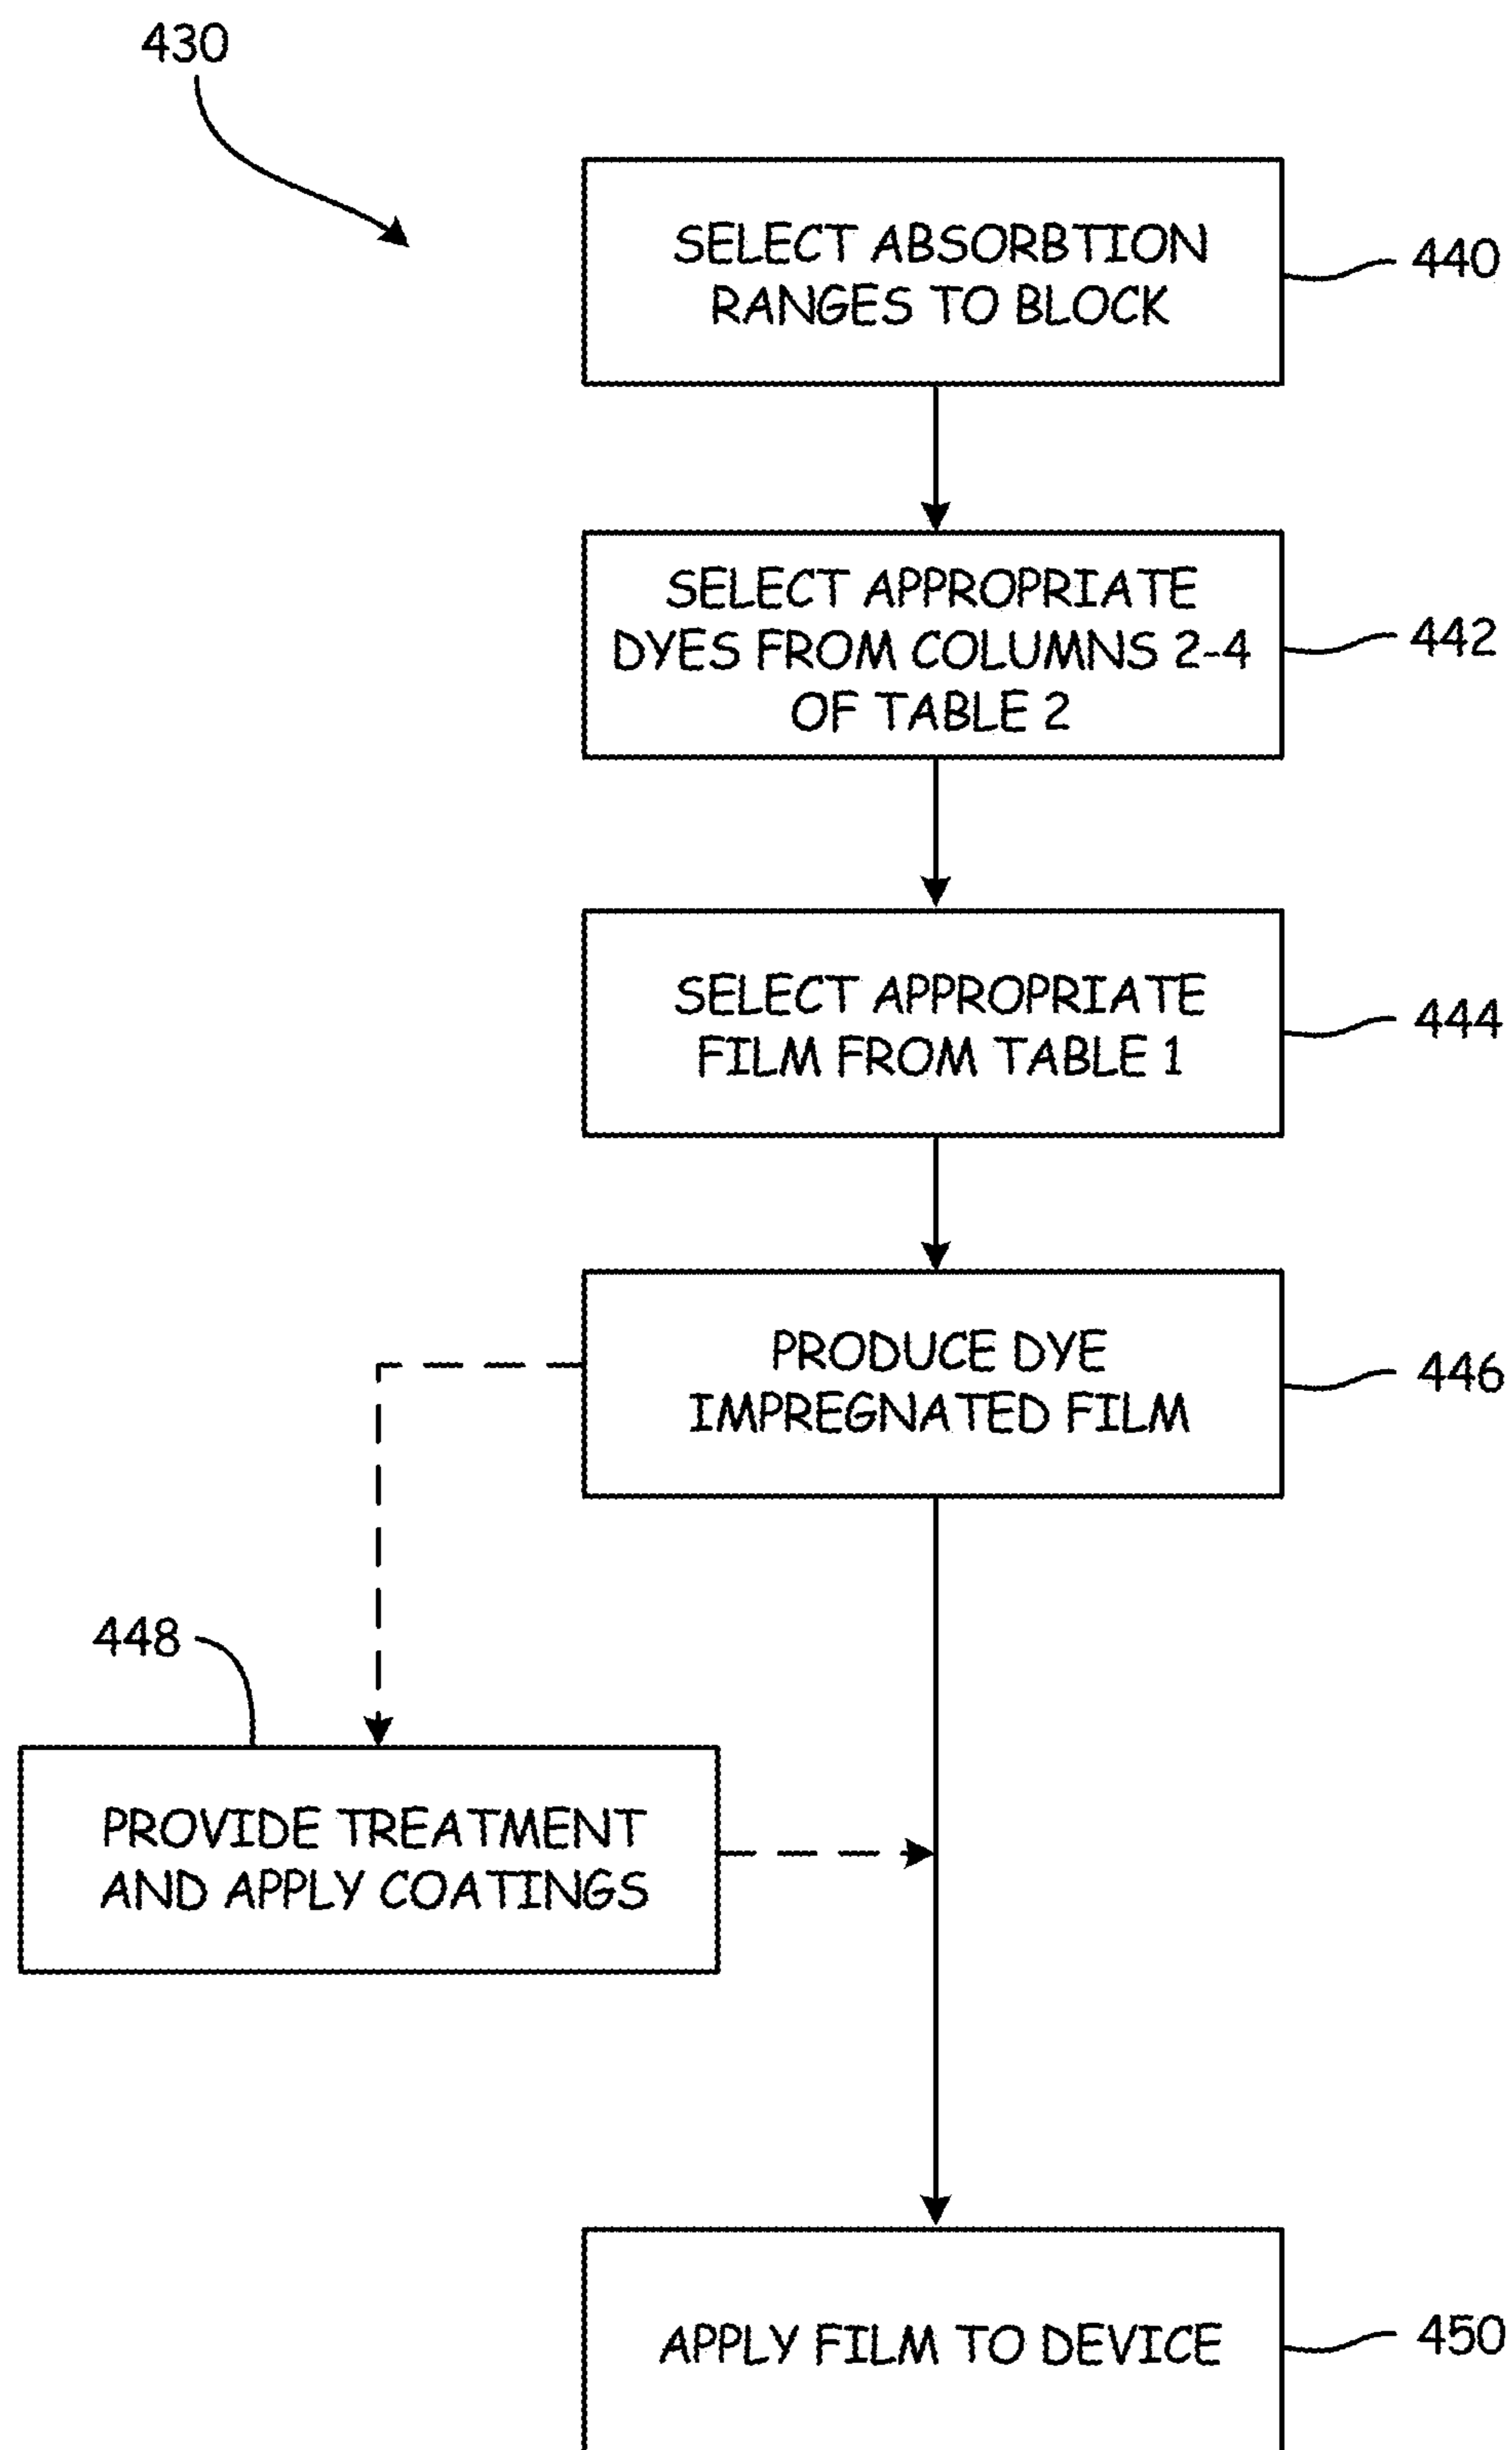 430
SELECT ABSORBTION
RANGES TO BLOCK
440
SELECT APPROPRIATE
DYES FROM COLUMNS 2-4
OF TABLE 2
442
SELECT APPROPRIATE
FILM FROM TABLE 1
444
PRODUCE DYE
IMPREGNATED FILM
446
448
PROVIDE TREATMENT
AND APPLY COATINGS
APPLY FILM TO DEVICE
450